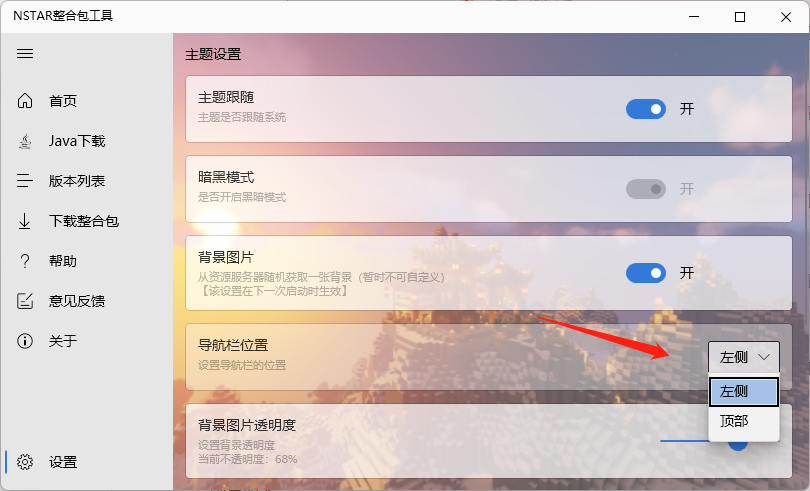 NSTAR整合包工具
首页
Java下载
版本列表
下载整合包
帮助
意见反馈
关于
设置
主题设置
主题跟随
主题是否跟随系统
开
暗黑模式
是否开启黑暗模式
开
背景图片
从资源服务器随机获取一张背景（暂时不可自定义）
【该设置在下一次启动时生效】
开
导航栏位置
设置导航栏的位置
左侧
左侧
顶部
背景图片透明度
设置背景透明度
当前不透明度：68%